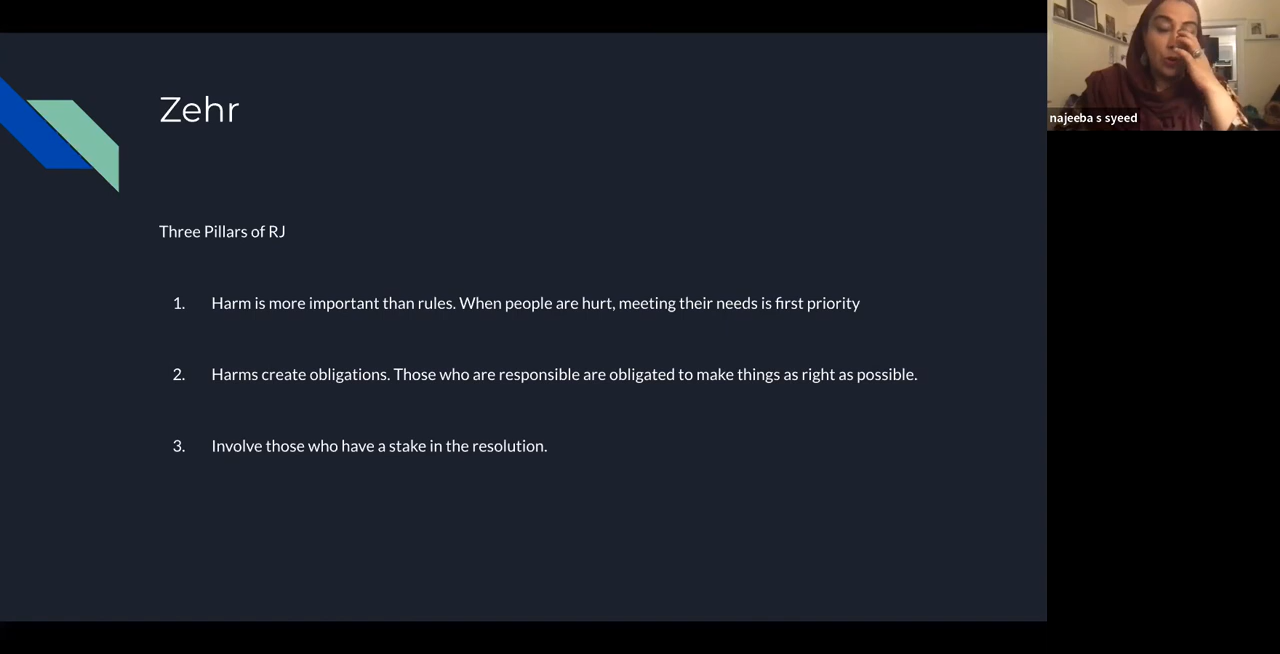 Zehr
najeeba s syeed
Three Pillars of RJ
1. Harm is more important than rules. When people are hurt, meeting their needs is first priority
2. Harms create obligations. Those who are responsible are obligated to make things as right as possible.
3. Involve those who have a stake in the resolution.